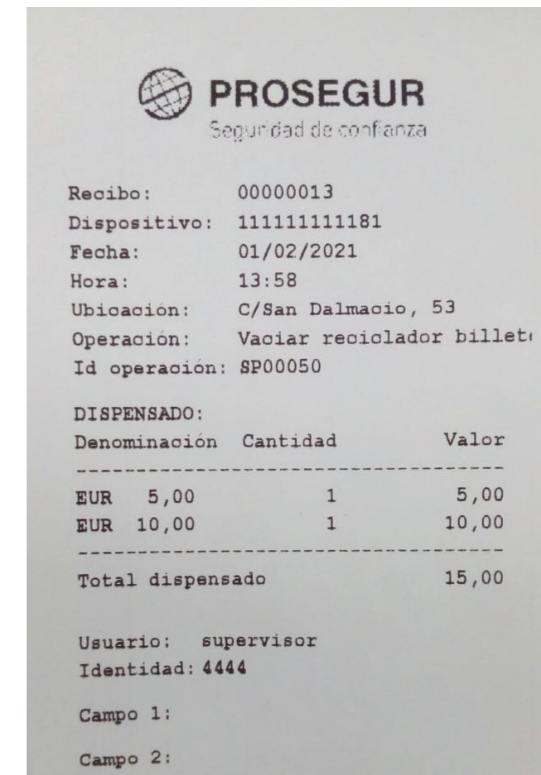 PROSEGUR
Seguridad de confianza
Recibo: 00000013
Dispositivo: 111111111181
Fecha: 01/02/2021
Hora: 13:58
Ubicación: C/San Dalmacio, 53
Operación: Vaciar reciclador billet
Id operación: SP00050
DISPENSADO:
Denominación Cantidad Valor
EUR 5,00 1 5,00
EUR 10,00 1 10,00
Total dispensado 15,00
Usuario: supervisor
Identidad: 4444
Campo 1:
Campo 2: